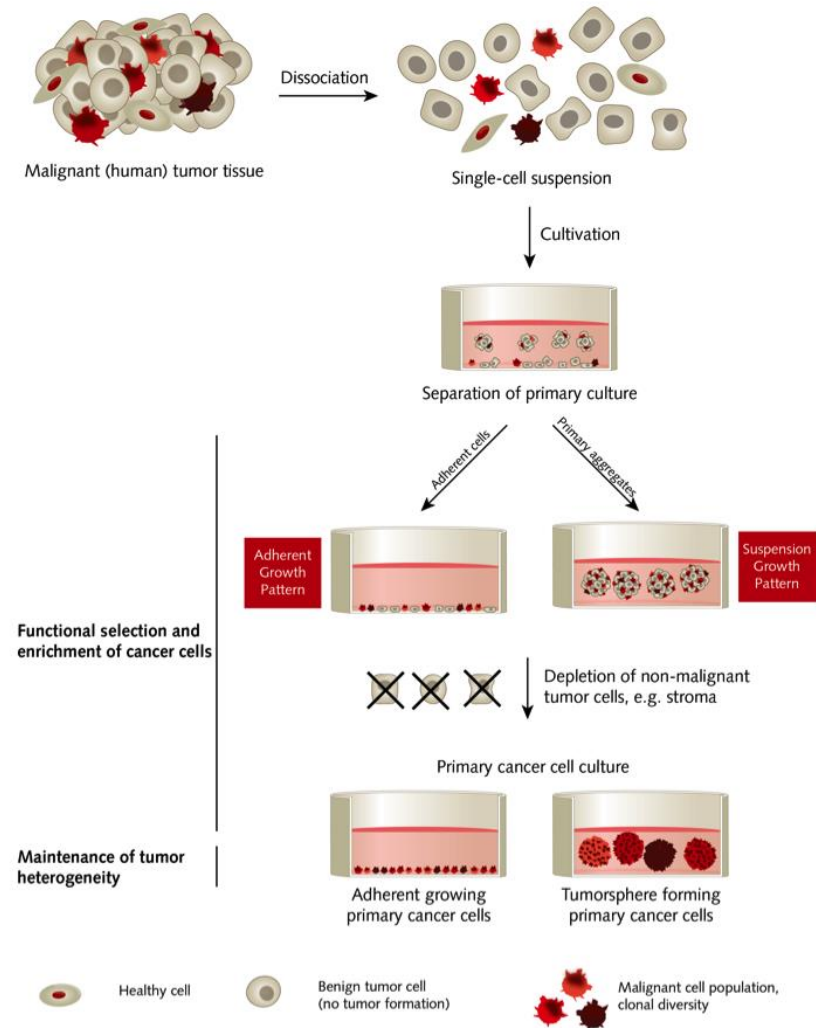 Dissociation
Malignant (human) tumor tissue
Single-cell suspension
Cultivation
Separation of primary culture
Adherent cells
Primary aggregates
Adherent
Growth
Pattern
Suspension
Growth
Pattern
Functional selection and
enrichment of cancer cells
Depletion of non-malignant
tumor cells, e.g. stroma
Primary cancer cell culture
Maintenance of tumor
heterogeneity
Adherent growing
primary cancer cells
Tumorsphere forming
primary cancer cells
Healthy cell
Benign tumor cell
(no tumor formation)
Malignant cell population,
clonal diversity